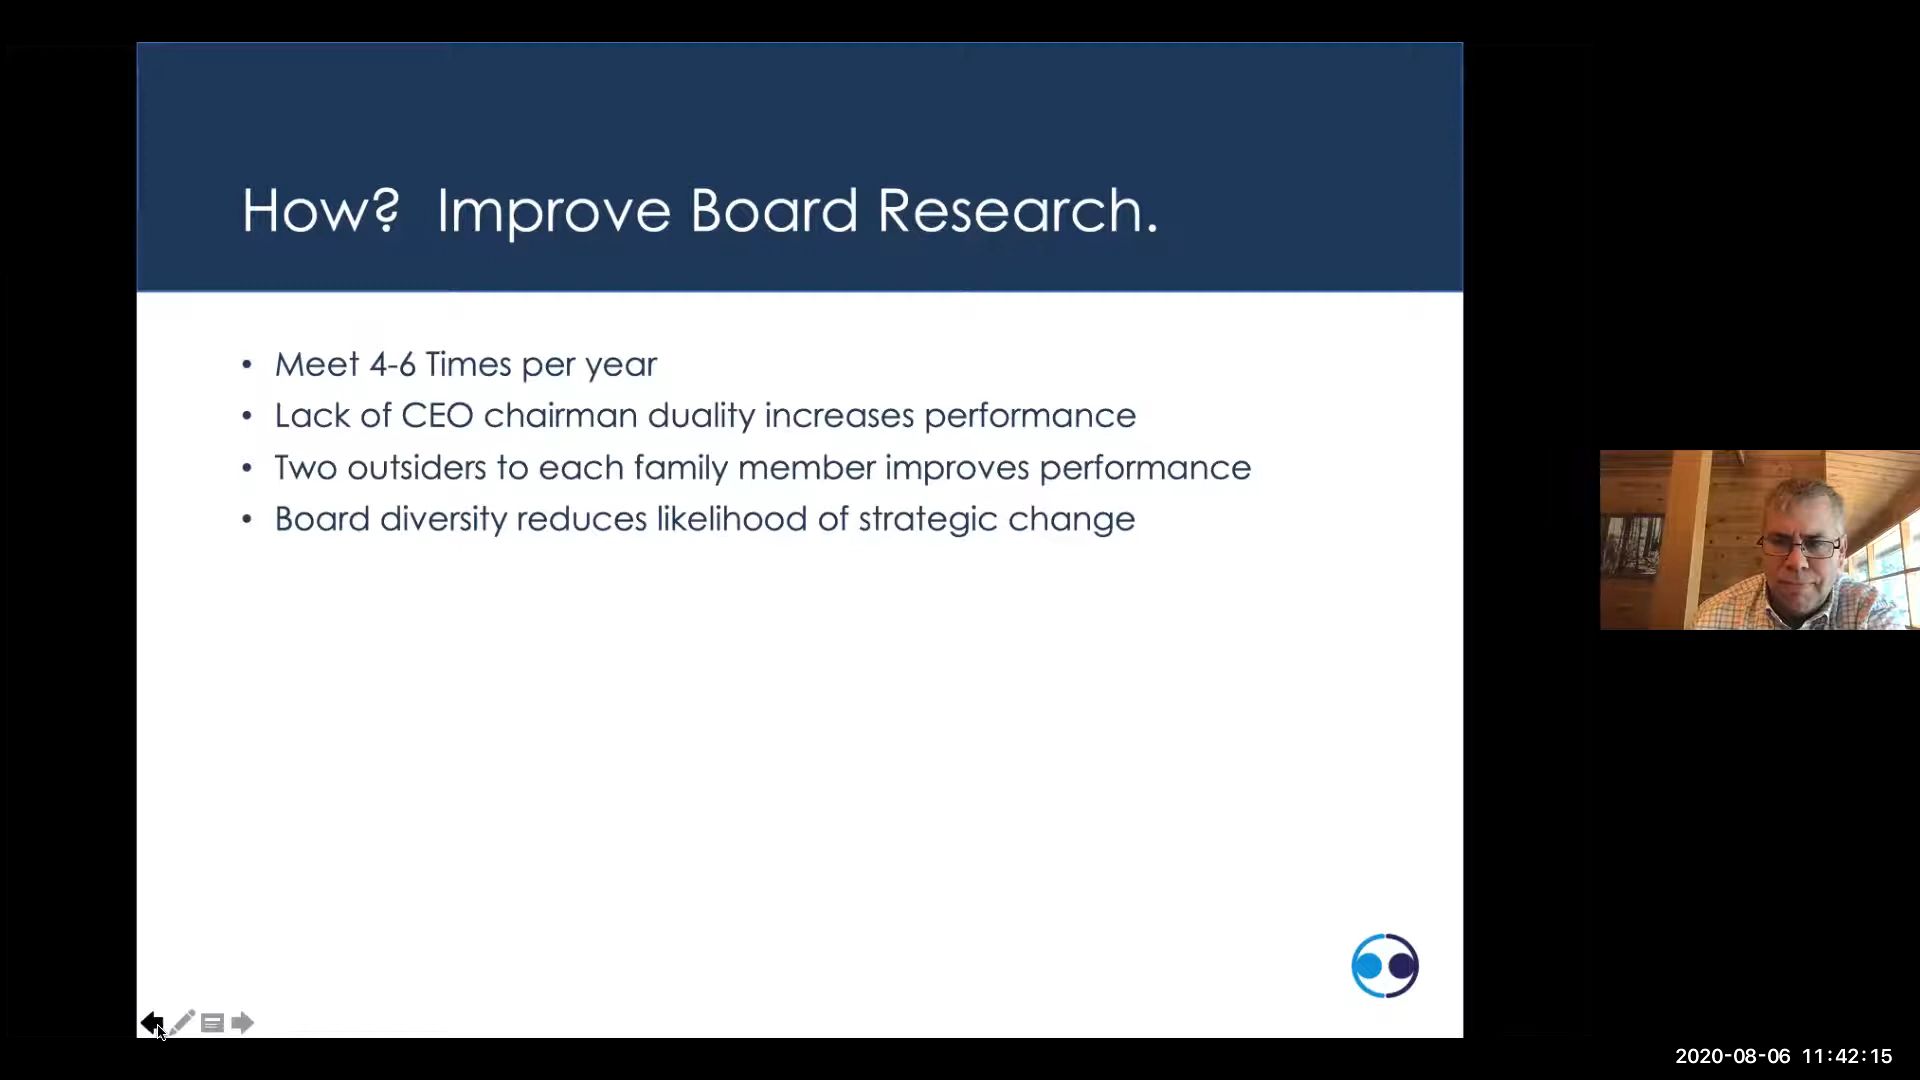 How? Improve Board Research.
• Meet 4-6 Times per year
• Lack of CEO chairman duality increases performance
• Two outsiders to each family member improves performance
• Board diversity reduces likelihood of strategic change
2020-08-06 11:42:15